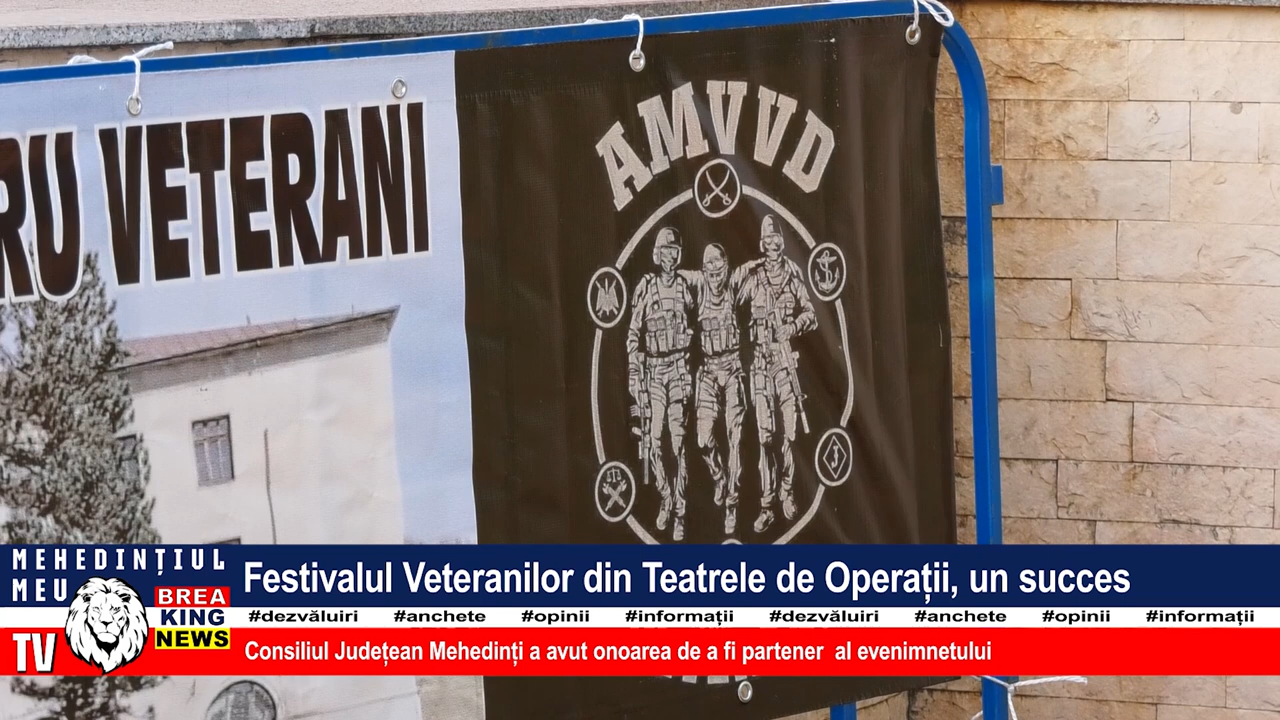 RU VETERANI
AMVVD
MEHEDINȚIUL
MEU
TV
BREA
KING
NEWS
Festivalul Veteranilor din Teatrele de Operații, un succes
#dezvăluiri #anchete #opinii #informații #dezvăluiri #anchete #opinii #informații
Consiliul Județean Mehedinți a avut onoarea de a fi partener al evenimnetului